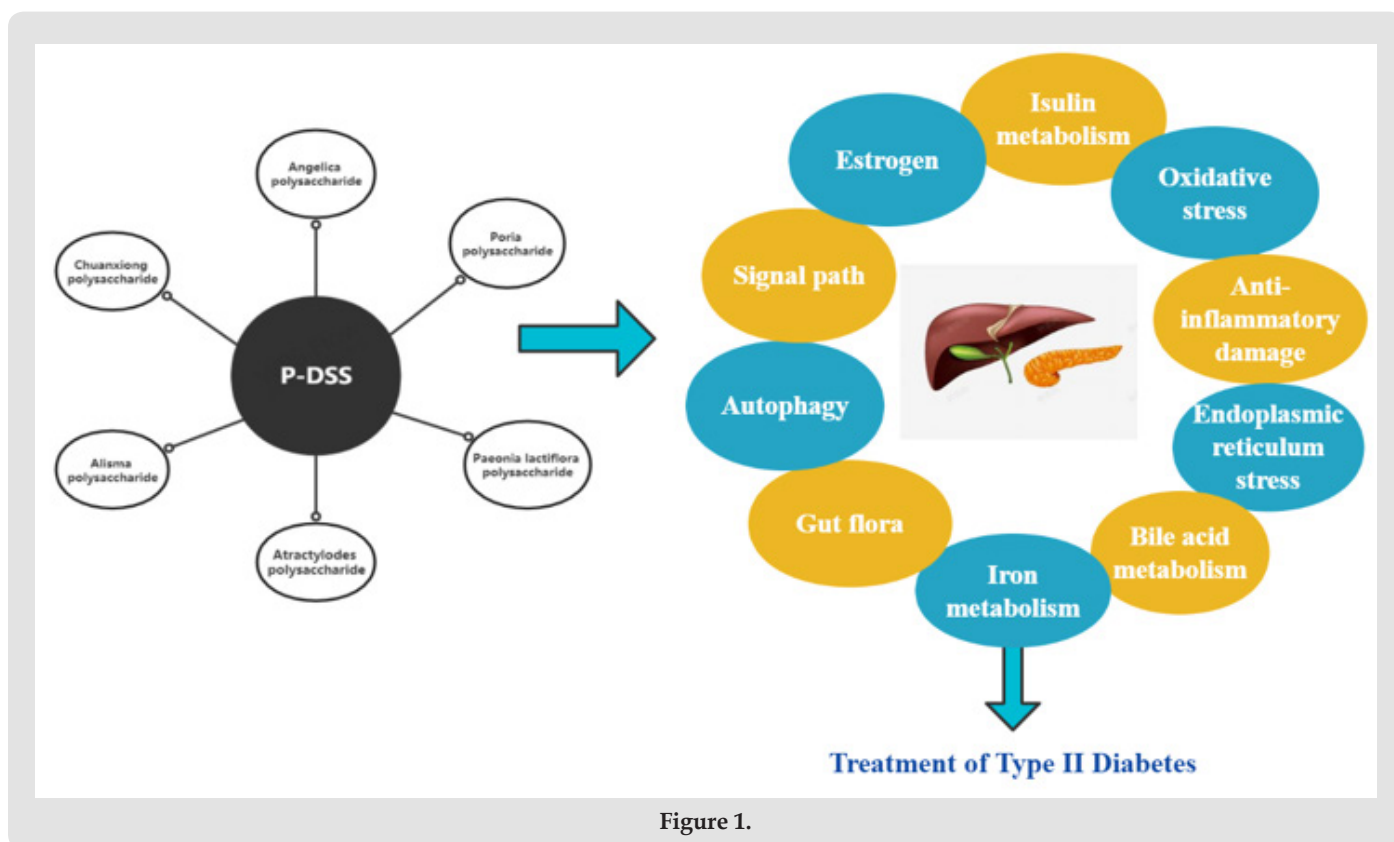 Angelica
polysaccharide
Poria
polysaccharide
Chuanxiong
polysaccharide
P-DSS
Alisma
polysaccharide
Paeonia lactiflora
polysaccharide
Atractylodes
polysaccharide
Isulin
metabolism
Estrogen
Oxidative
stress
Signal path
Anti-
inflammatory
damage
Autophagy
Endoplasmic
reticulum
stress
Gut flora
Bile acid
metabolism
Iron
metabolism
Treatment of Type II Diabetes
Figure 1.